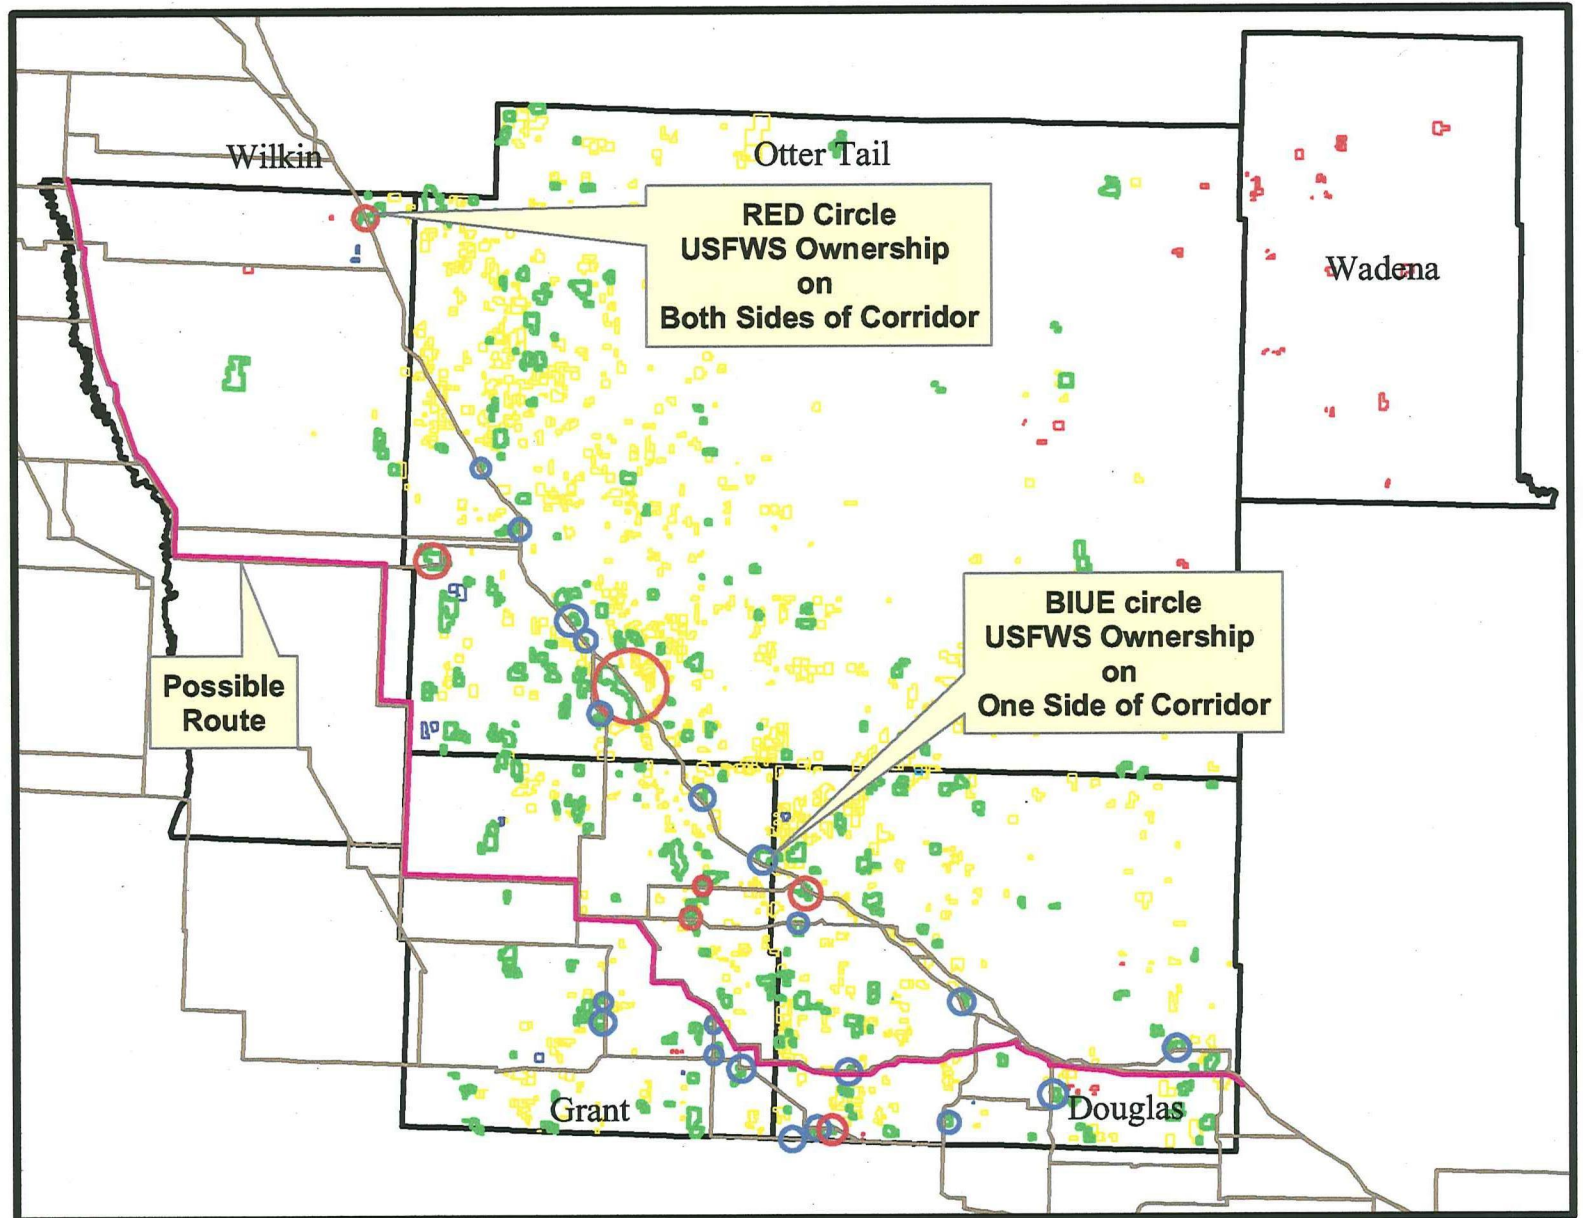 Wilkin
Otter Tail
RED Circle
USFWS Ownership
on
Both Sides of Corridor
Wadena
BIUE circle
USFWS Ownership
on
One Side of Corridor
Possible
Route
Grant
Douglas